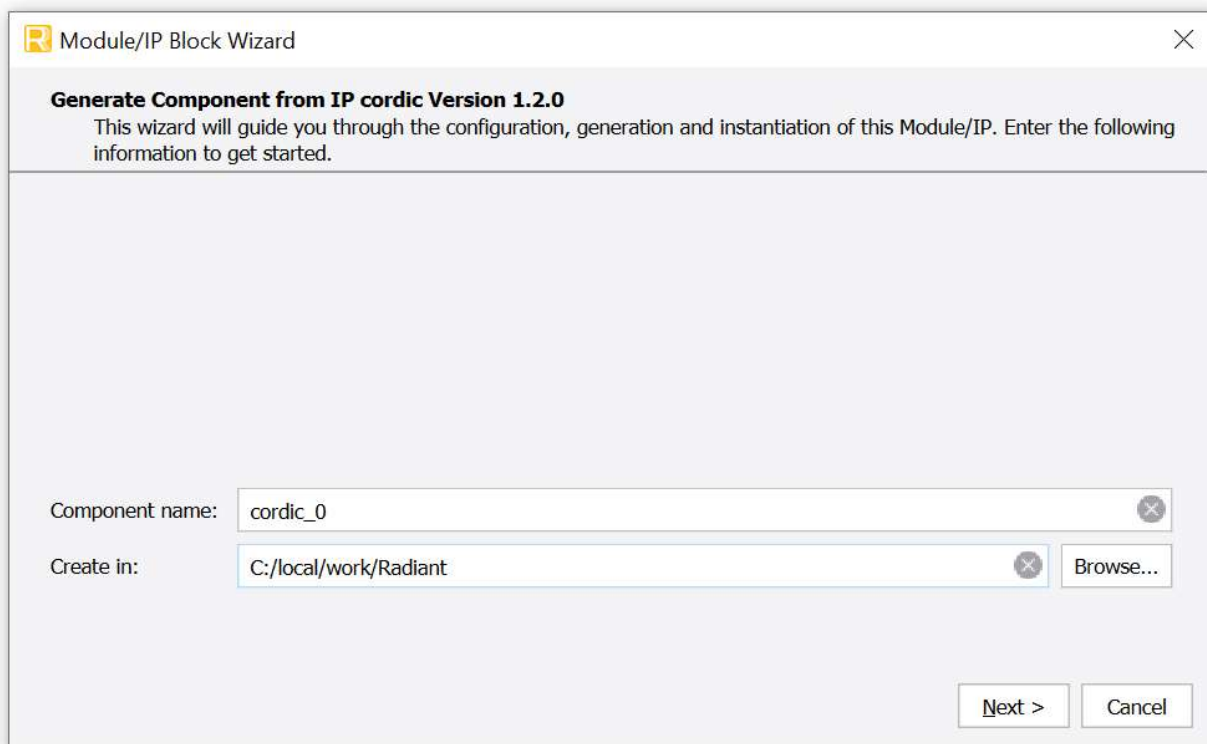 R Module/IP Block Wizard
Generate Component from IP cordic Version 1.2.0
This wizard will guide you through the configuration, generation and instantiation of this Module/IP. Enter the following
information to get started.
Component name: cordic_0
Create in: C:/local/work/Radiant Browse...
Next > Cancel